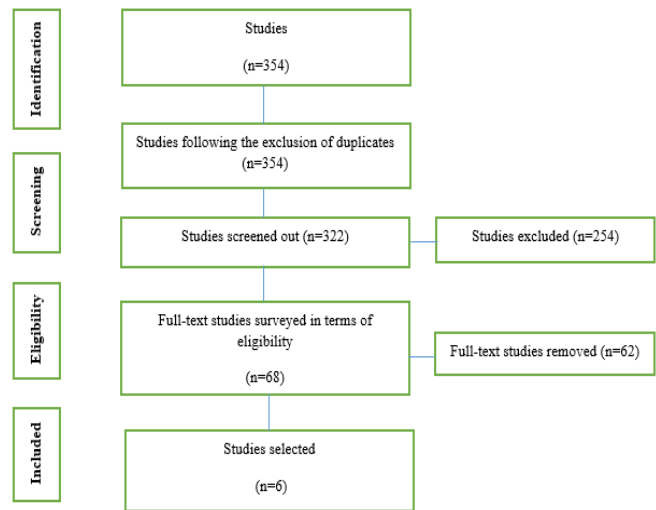 Identification
Studies
(n=354)
Studies following the exclusion of duplicates
(n=354)
Screening
Studies screened out (n=322)
Studies excluded (n=254)
Eligibility
Full-text studies surveyed in terms of
eligibility
(n=68)
Full-text studies removed (n=62)
Included
Studies selected
(n=6)